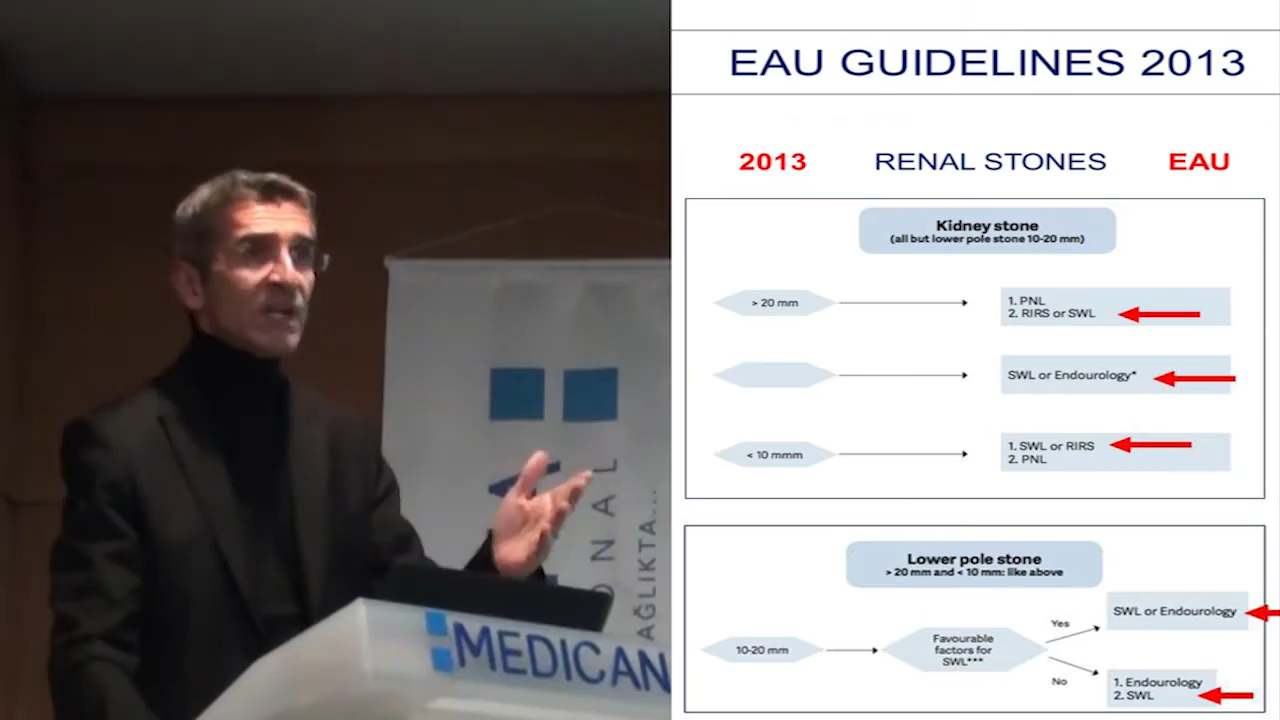 EAU GUIDELINES 2013
2013 RENAL STONES EAU
Kidney stone
(all but lower pole stone 10-20 mm)
> 20 mm
1. PNL
2. RIRS or SWL
SWL or Endourology*
< 10 mmm
1. SWL or RIRS
2. PNL
Lower pole stone
> 20 mm and < 10 mm: like above
10-20 mm
Favourable
factors for
SWL***
Yes
SWL or Endourology
No
1. Endourology
2. SWL
ONAL
AĞLIKTA...
MEDICAN